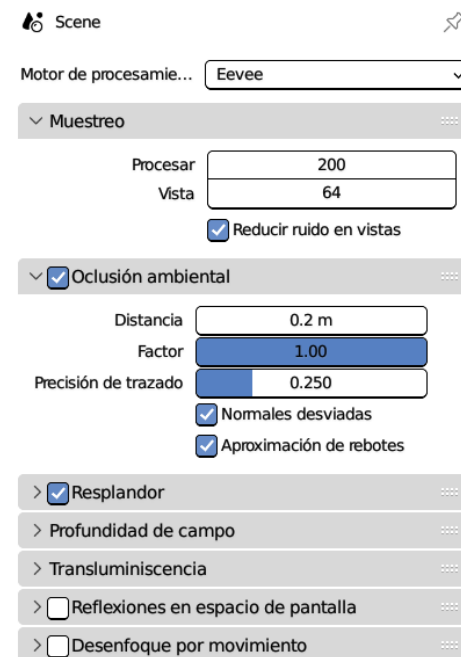 Scene
Motor de procesamie... Eevee
Muestreo
Procesar 200
Vista 64
Reducir ruido en vistas
Oclusión ambiental
Distancia 0.2 m
Factor 1.00
Precisión de trazado 0.250
Normales desviadas
Aproximación de rebotes
Resplandor
Profundidad de campo
Transluminiscencia
Reflexiones en espacio de pantalla
Desenfoque por movimiento